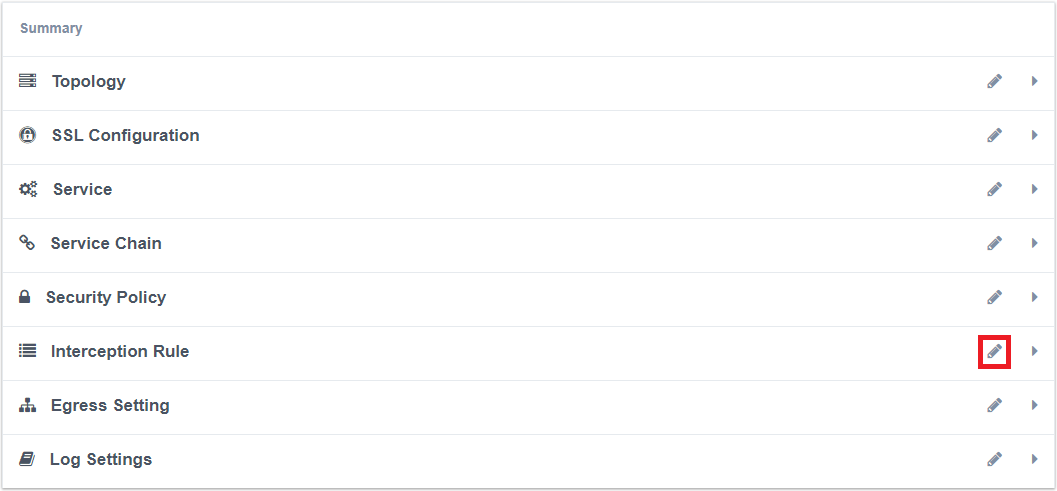 Summary
Topology
SSL Configuration
Service
Service Chain
Security Policy
Interception Rule
Egress Setting
Log Settings